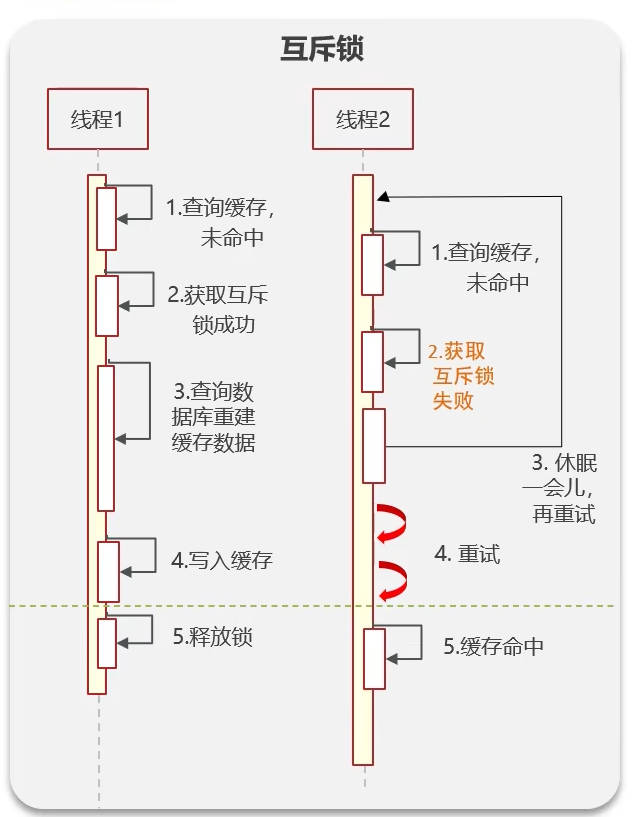 互斥锁
线程1
线程2
1.查询缓存，
未命中
2.获取互斥
锁成功
3.查询数
据库重建
缓存数据
4.写入缓存
5.释放锁
1.查询缓存，
未命中
2.获取
互斥锁
失败
3. 休眠
一会儿，
再重试
4. 重试
5.缓存命中